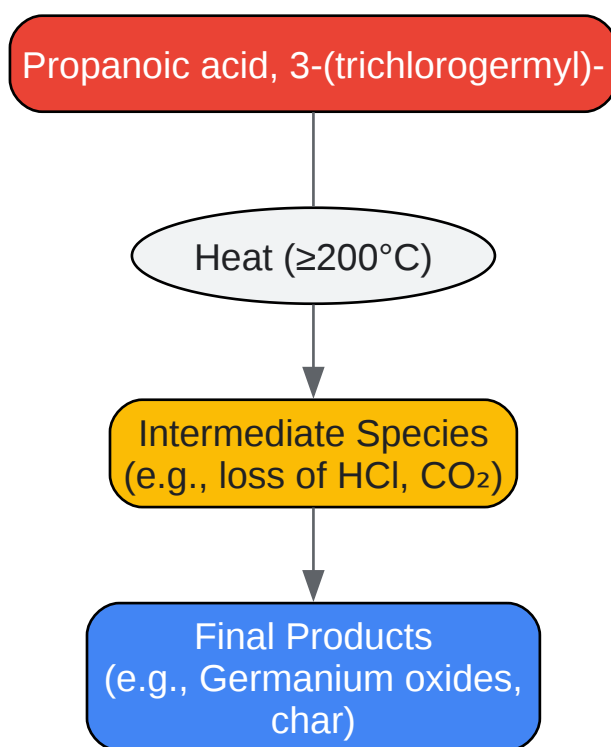 Propanoic acid, 3-(trichlorogermyl)-
Heat (≥200°C)
Intermediate Species
(e.g., loss of HCl, CO₂)
Final Products
(e.g., Germanium oxides,
char)